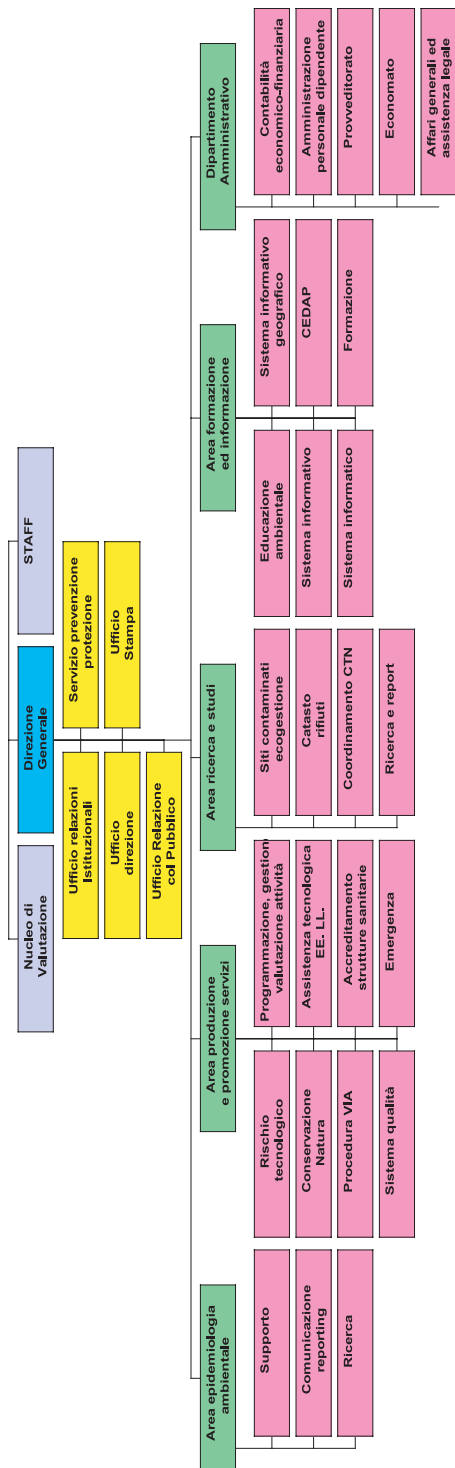 Nucleo di
Valutazione
Direzione
Generale
STAFF
Ufficio relazioni
Istituzionali
Servizio prevenzione
protezione
Ufficio
direzione
Ufficio
Stampa
Ufficio Relazione
col Pubblico
Area epidemiologia
ambientale
Area produzione
e promozione servizi
Area ricerca e studi
Area formazione
ed informazione
Dipartimento
Amministrativo
Supporto
Comunicazione
reporting
Ricerca
Rischio
tecnologico
Conservazione
Natura
Procedura VIA
Sistema qualità
Programmazione, gestion
valutazione attività
Assistenza tecnologica
EE. LL.
Accreditamento
strutture sanitarie
Emergenza
Siti contaminati
ecogestione
Catasto
rifiuti
Coordinamento CTN
Ricerca e report
Educazione
ambientale
Sistema informativo
Sistema informatico
Sistema informativo
geografico
CEDAP
Formazione
Contabilità
economico-finanziaria
Amministrazione
personale dipendente
Provveditorato
Economato
Affari generali ed
assistenza legale